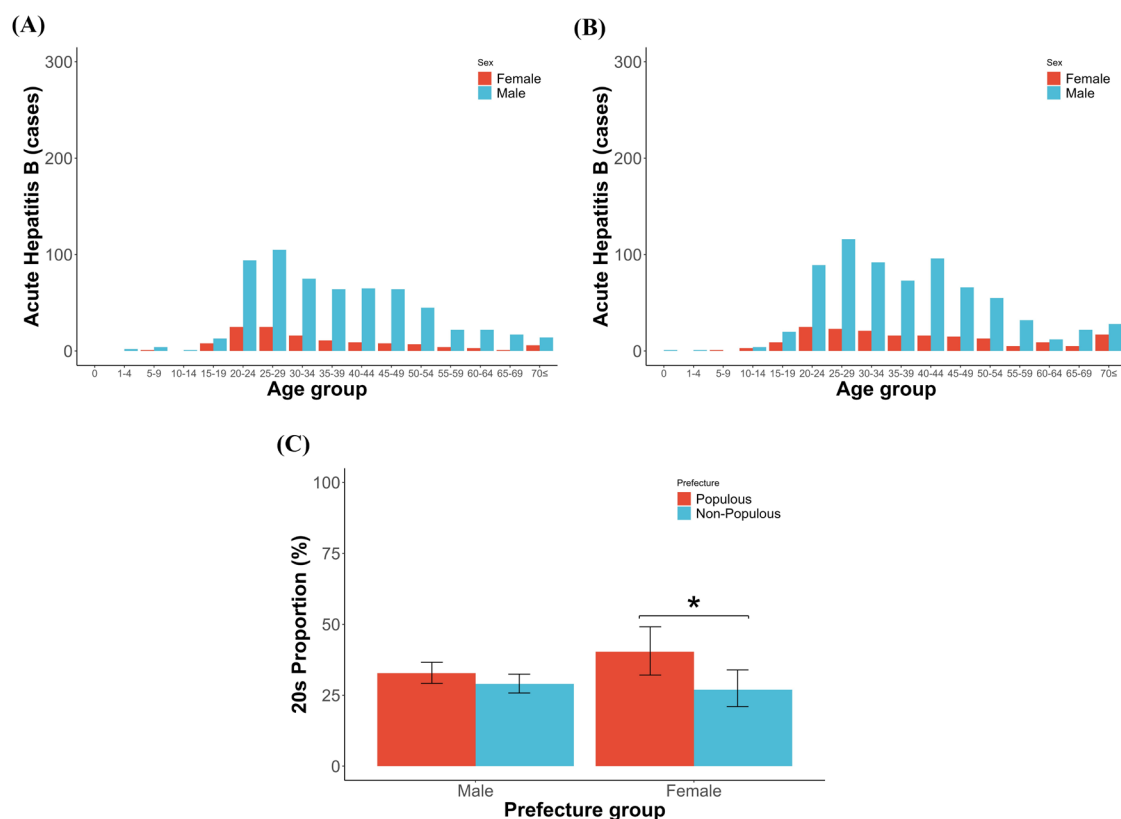 (A)
Acute Hepatitis B (cases)
300
200
100
0
Sex
Female
Male
0 1-4 5-9 10-14 15-19 20-24 25-29 30-34 35-39 40-44 45-49 50-54 55-59 60-64 65-69 70≤
Age group
(B)
Acute Hepatitis B (cases)
300
200
100
0
Sex
Female
Male
0 1-4 5-9 10-14 15-19 20-24 25-29 30-34 35-39 40-44 45-49 50-54 55-59 60-64 65-69 70≤
Age group
(C)
20s Proportion (%)
100
75
50
25
0
Prefecture
Populous
Non-Populous
*
Male Female
Prefecture group